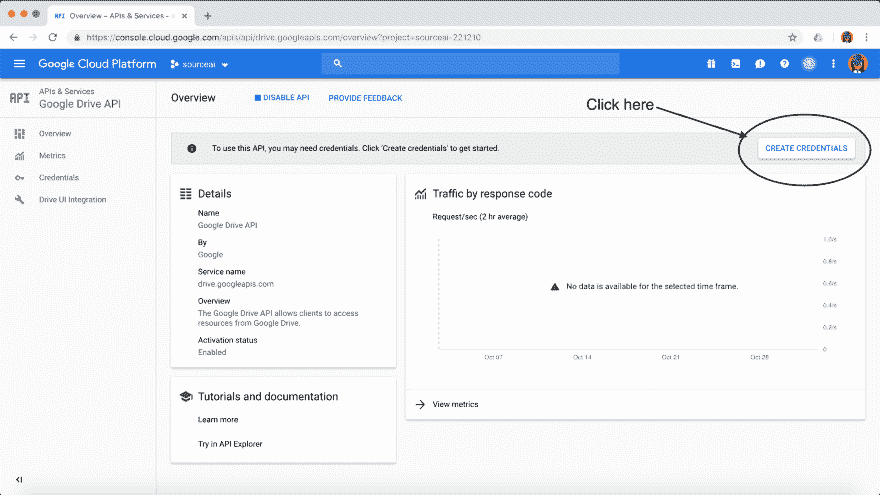 API Overview – APIs & Services – s
https://console.cloud.google.com/apis/api/drive.googleapis.com/overview?project=sourceai-221210
Google Cloud Platform
sourceai
API
APIs & Services
Google Drive API
Overview
Metrics
Credentials
Drive UI Integration
Overview
DISABLE API
PROVIDE FEEDBACK
Click here
To use this API, you may need credentials. Click 'Create credentials' to get started.
CREATE CREDENTIALS
Details
Name
Google Drive API
By
Google
Service name
drive.googleapis.com
Overview
The Google Drive API allows clients to access
resources from Google Drive.
Activation status
Enabled
Tutorials and documentation
Learn more
Try in API Explorer
Traffic by response code
Request/sec (2 hr average)
1.0/s
0.8/s
0.6/s
0.4/s
0.2/s
0
No data is available for the selected time frame.
Oct 07
Oct 14
Oct 21
Oct 28
View metrics